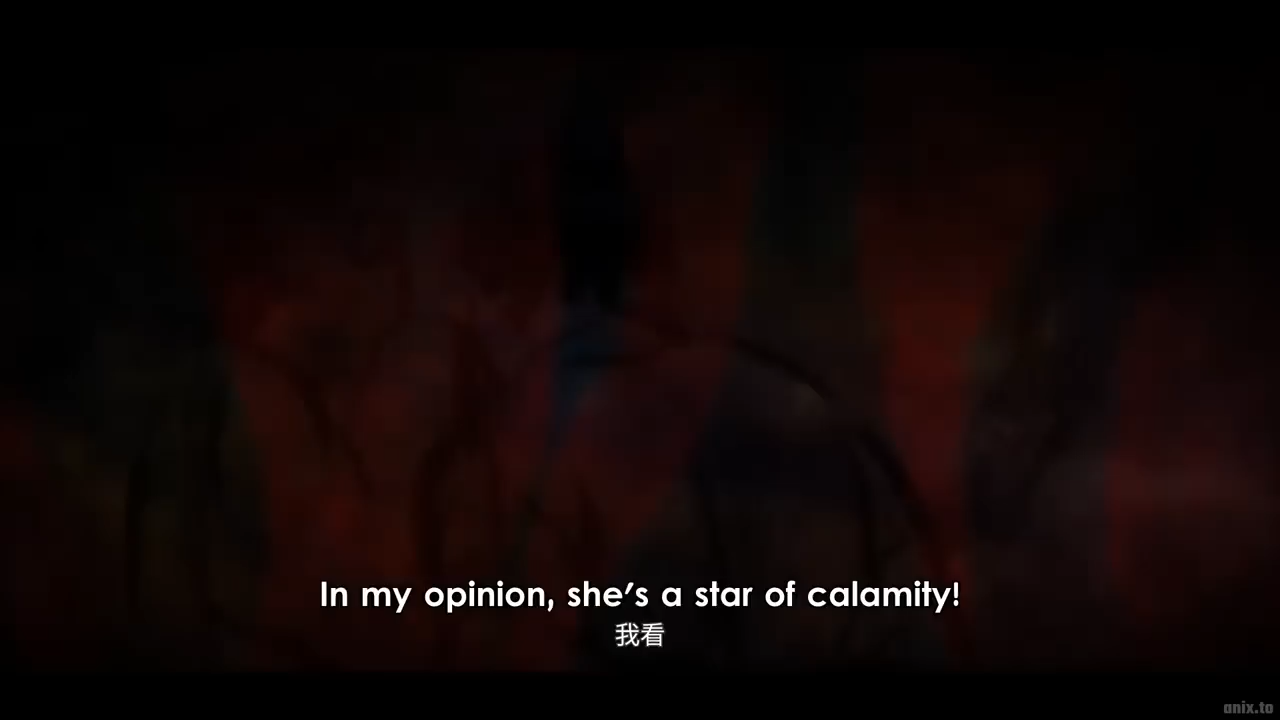 In my opinion, she's a star of calamity!
我看
anix.to